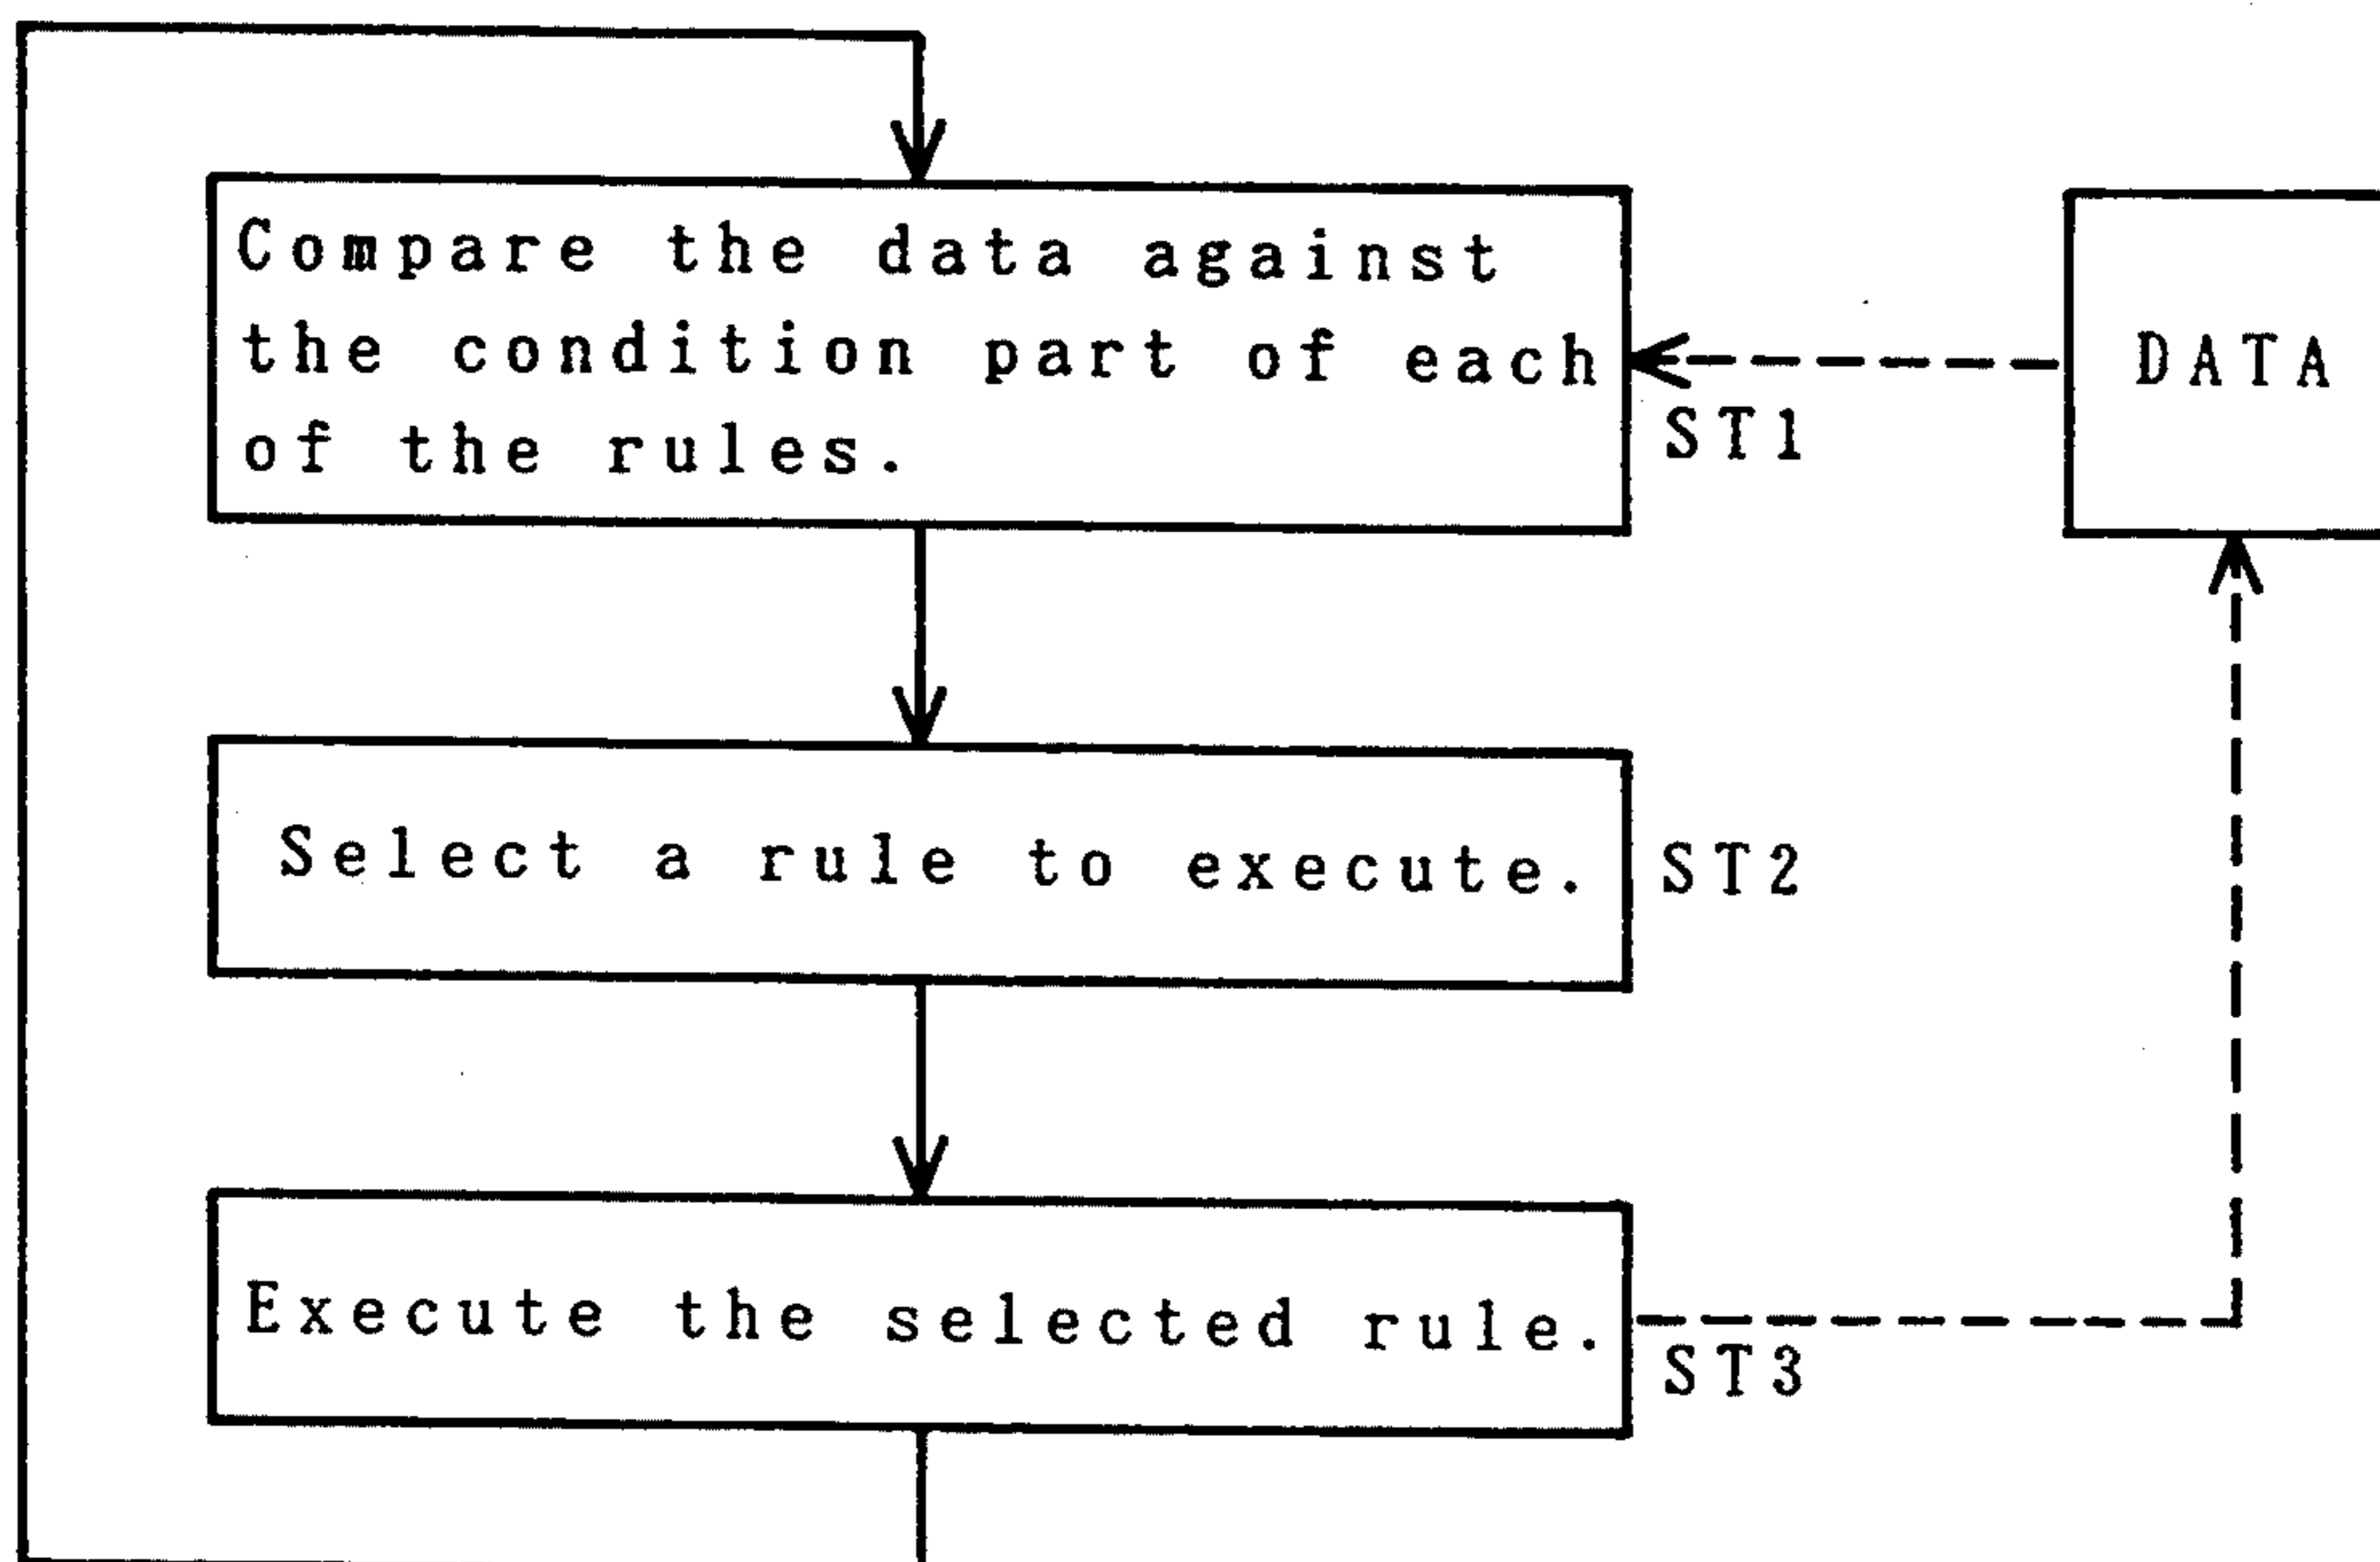 Compare the data against
the condition part of each
of the rules.
DATA
ST1
Select a rule to execute.
ST2
Execute the selected rule.
ST3